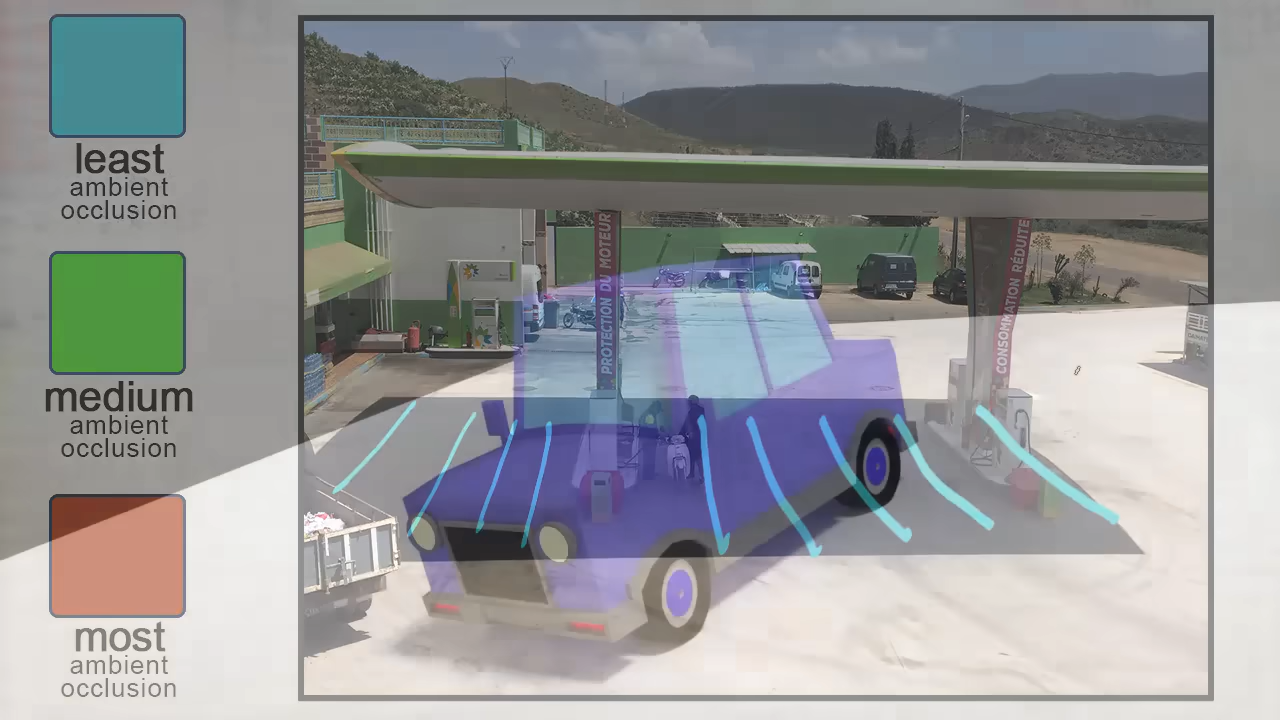 least
ambient
occlusion
medium
ambient
occlusion
most
ambient
occlusion
PROTECTION DU MOTEUR
CONSOMMATION RÉDUITE